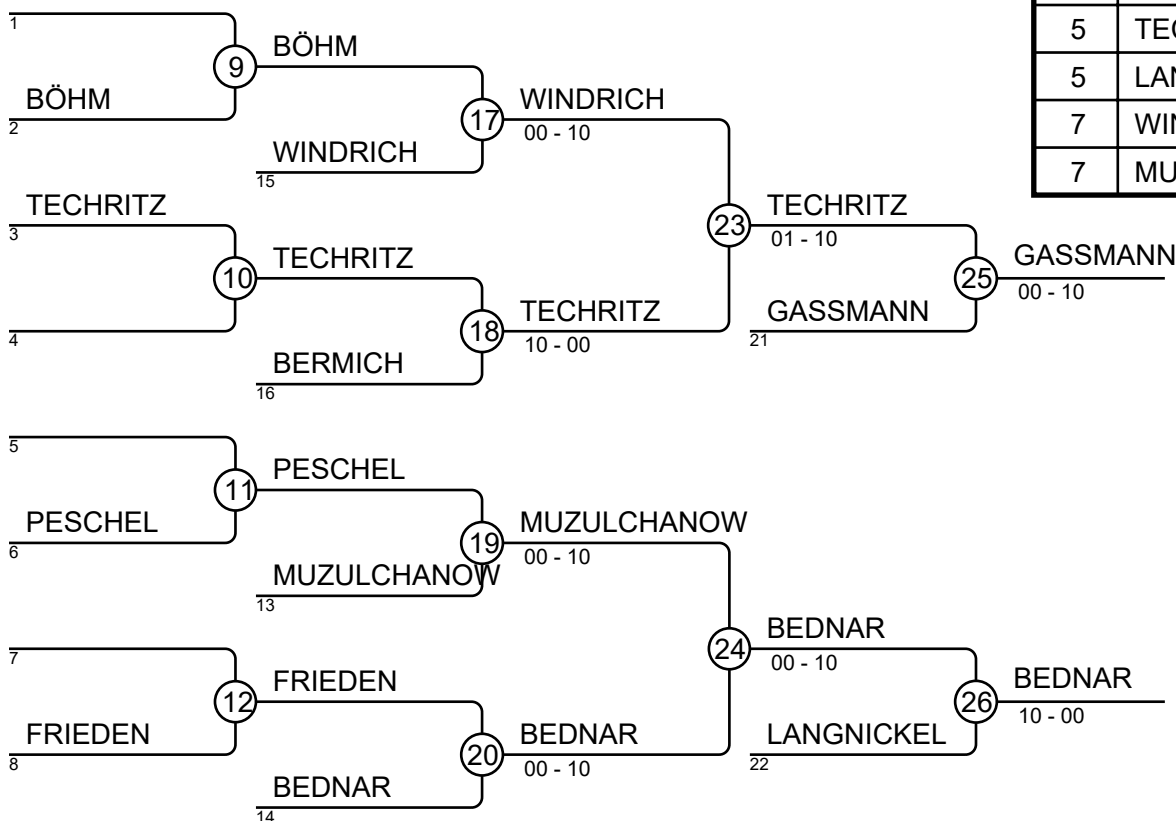 1
5 TEC
9 BÖHM
5 LAN
BÖHM
2
17 WINDRICH
00 - 10
7 WIN
WINDRICH
15
7 MU
TECHRITZ
3
23 TECHRITZ
01 - 10
10 TECHRITZ
25 GASSMANN
00 - 10
4
18 TECHRITZ
10 - 00
GASSMANN
21
BERMICH
16
5
11 PESCHEL
PESCHEL
6
19 MUZULCHANOW
00 - 10
MUZULCHANOW
13
7
24 BEDNAR
00 - 10
12 FRIEDEN
26 BEDNAR
10 - 00
FRIEDEN
8
20 BEDNAR
00 - 10
LANGNICKEL
22
BEDNAR
14